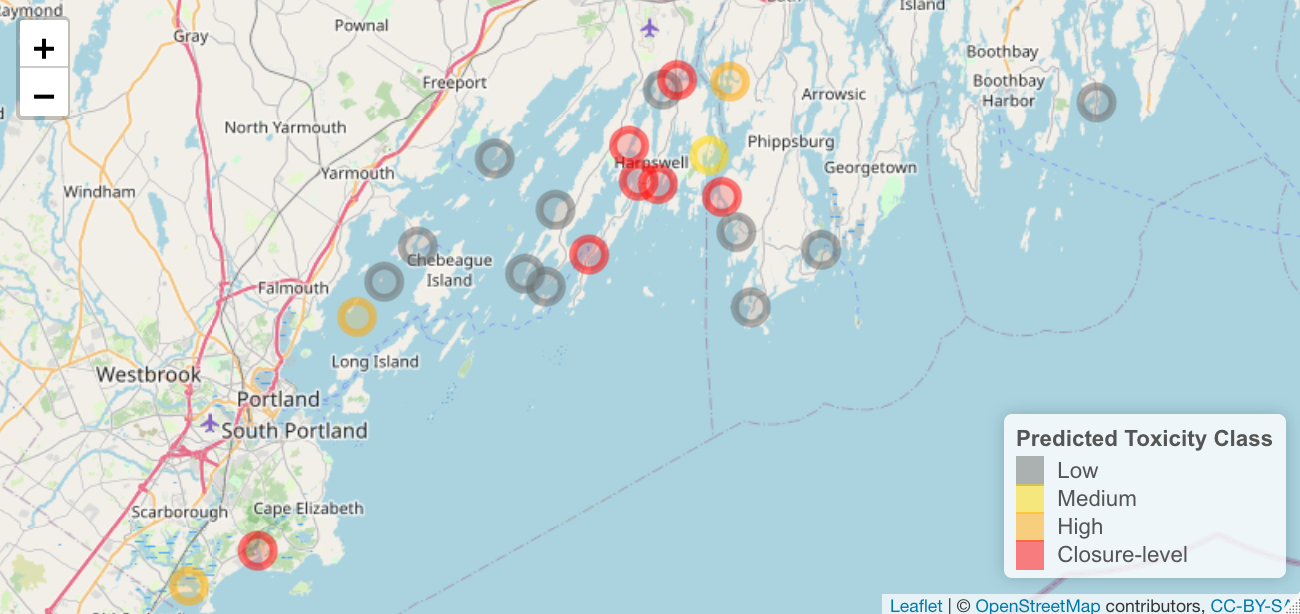 Island
Gray
Pownal
Boothbay
Freeport
Boothbay
Harbor
Arrowsic
+
−
North Yarmouth
Phippsburg
Harpswell
Georgetown
Yarmouth
Windham
Chebeague
Island
Falmouth
Long Island
Westbrook
Portland
South Portland
Scarborough
Cape Elizabeth
Predicted Toxicity Class
Low
Medium
High
Closure-level
Leaflet | © OpenStreetMap contributors, CC-BY-SA